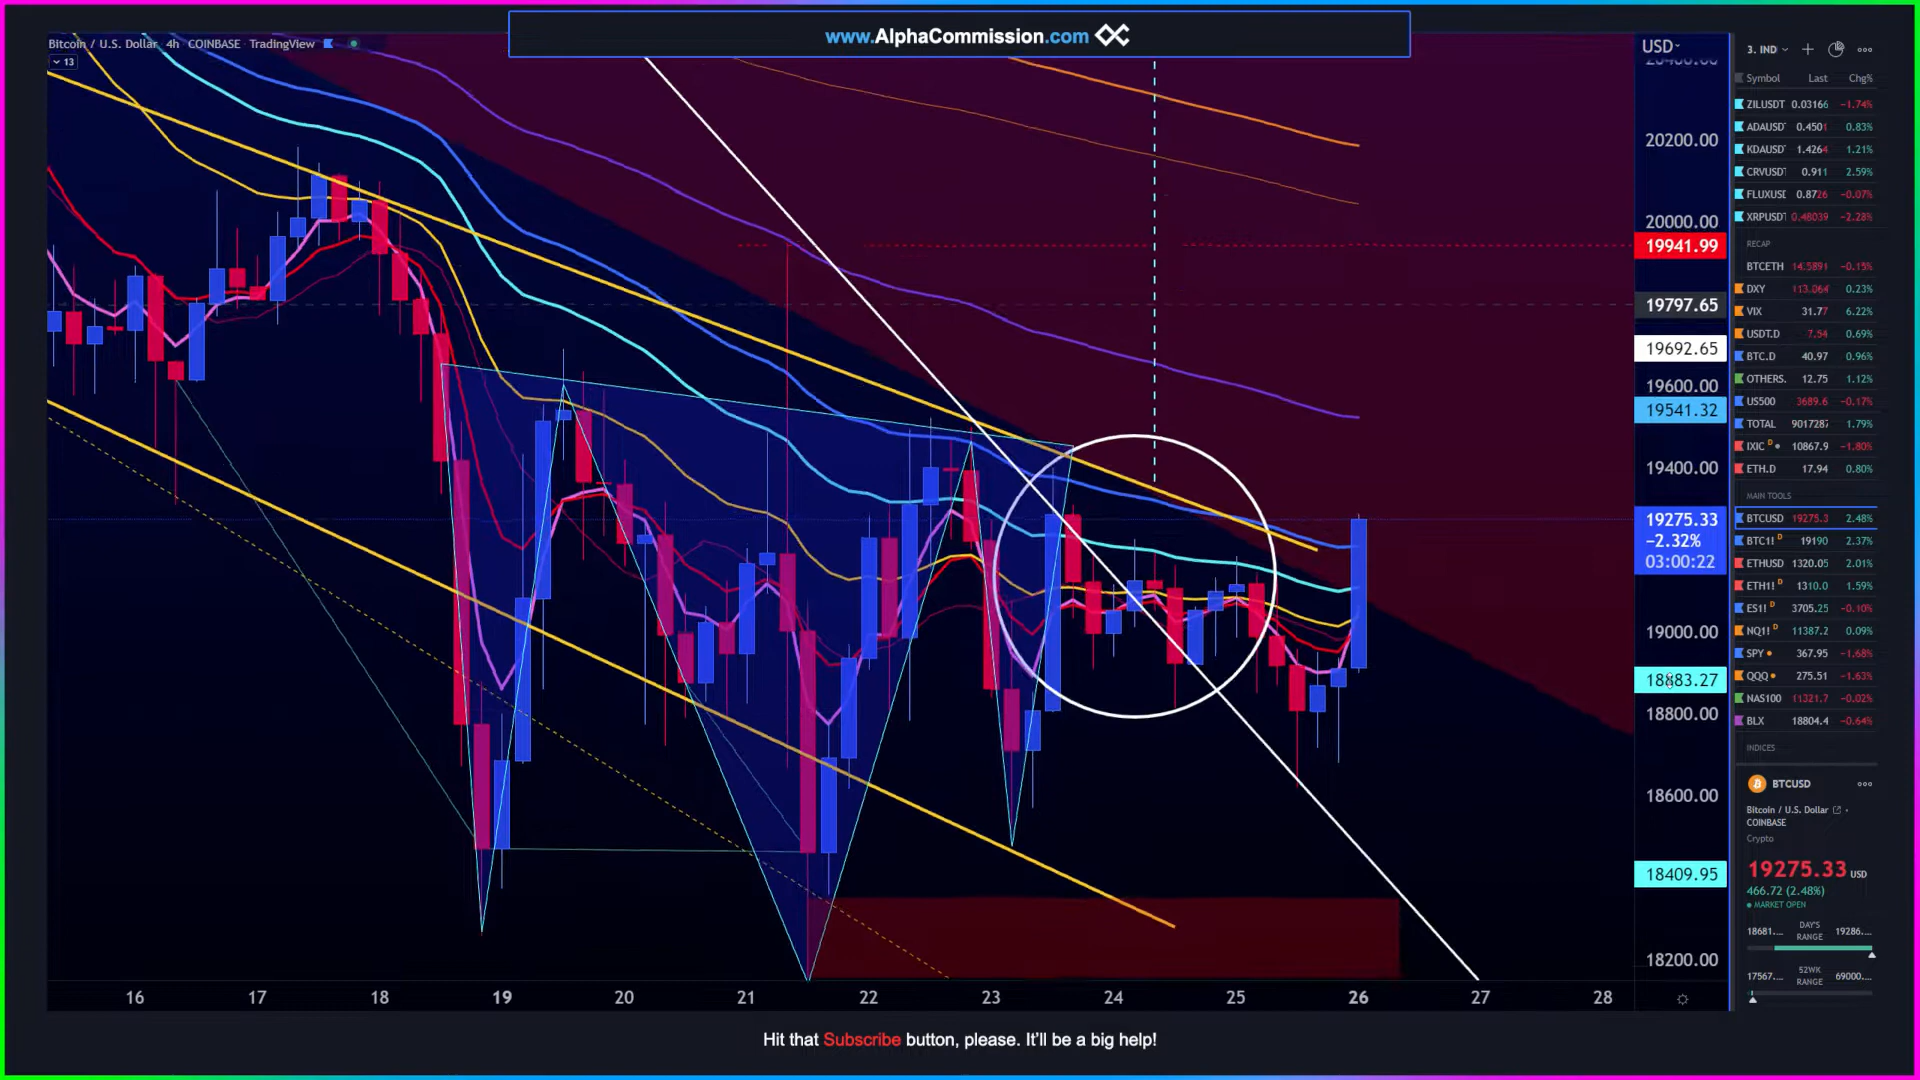 www.AlphaCommission.com
Bitcoin / U.S. Dollar 4h COINBASE TradingView
13
USD
20200.00
20000.00
19941.99
19797.65
19692.65
19600.00
19541.32
19400.00
19275.33
−2.32%
03:00:22
19000.00
18883.27
18800.00
18600.00
18409.95
18200.00
16 17 18 19 20 21 22 23 24 25 26 27 28
Hit that Subscribe button, please. It'll be a big help!
3. IND
Symbol Last Chg%
ZILUSDT 0.03166 −1.74%
ADAUSD 0.4501 0.83%
KDAUSD 1.4264 1.21%
CRVUSDT 0.911 2.59%
FLUXUSD 0.8726 −0.07%
XRPUSDT 0.48039 −2.28%
RECAP
BTCETH 14.5891 −0.15%
DXY 113.064 0.23%
VIX 31.77 6.22%
USDT.D 7.54 0.69%
BTC.D 40.97 0.96%
OTHERS. 12.75 1.12%
US500 3689.6 −0.17%
TOTAL 9017287 1.79%
IXIC D 10867.9 −1.80%
ETH.D 17.94 0.80%
MAIN TOOLS
BTCUSD 19275.3 2.48%
BTC1! D 19190 2.37%
ETHUSD 1320.05 2.01%
ETH1! D 1310.0 1.59%
ES1! D 3705.25 −0.10%
NQ1! D 11387.2 0.09%
SPY 367.95 −1.68%
QQQ 275.51 −1.63%
NAS100 11321.7 −0.02%
BLX 18804.4 −0.64%
INDICES
BTCUSD
Bitcoin / U.S. Dollar
COINBASE
Crypto
19275.33 USD
466.72 (2.48%)
MARKET OPEN
18681.… DAY'S RANGE 19286.…
17567.… 52WK RANGE 69000.…